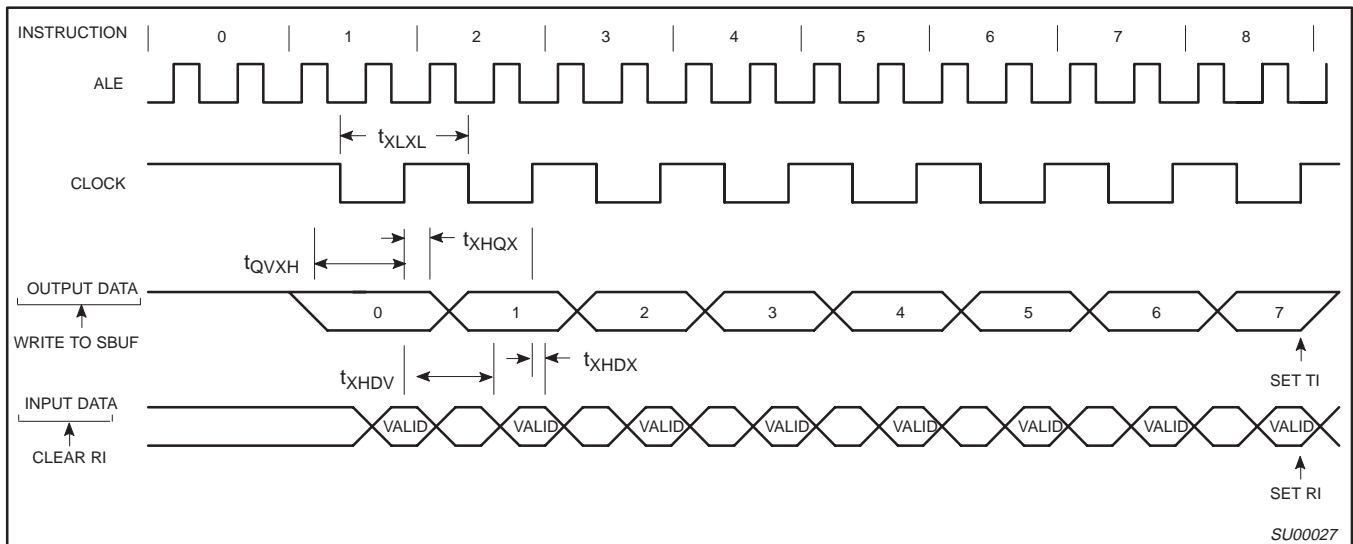 INSTRUCTION 0 1 2 3 4 5 6 7 8
ALE
tXLXL
CLOCK
tXHQX
tQVXH
OUTPUT DATA
0 1 2 3 4 5 6 7
WRITE TO SBUF
tXHDX
tXHDV
SET TI
INPUT DATA
VALID VALID VALID VALID VALID VALID VALID VALID
CLEAR RI
SET RI
SU00027